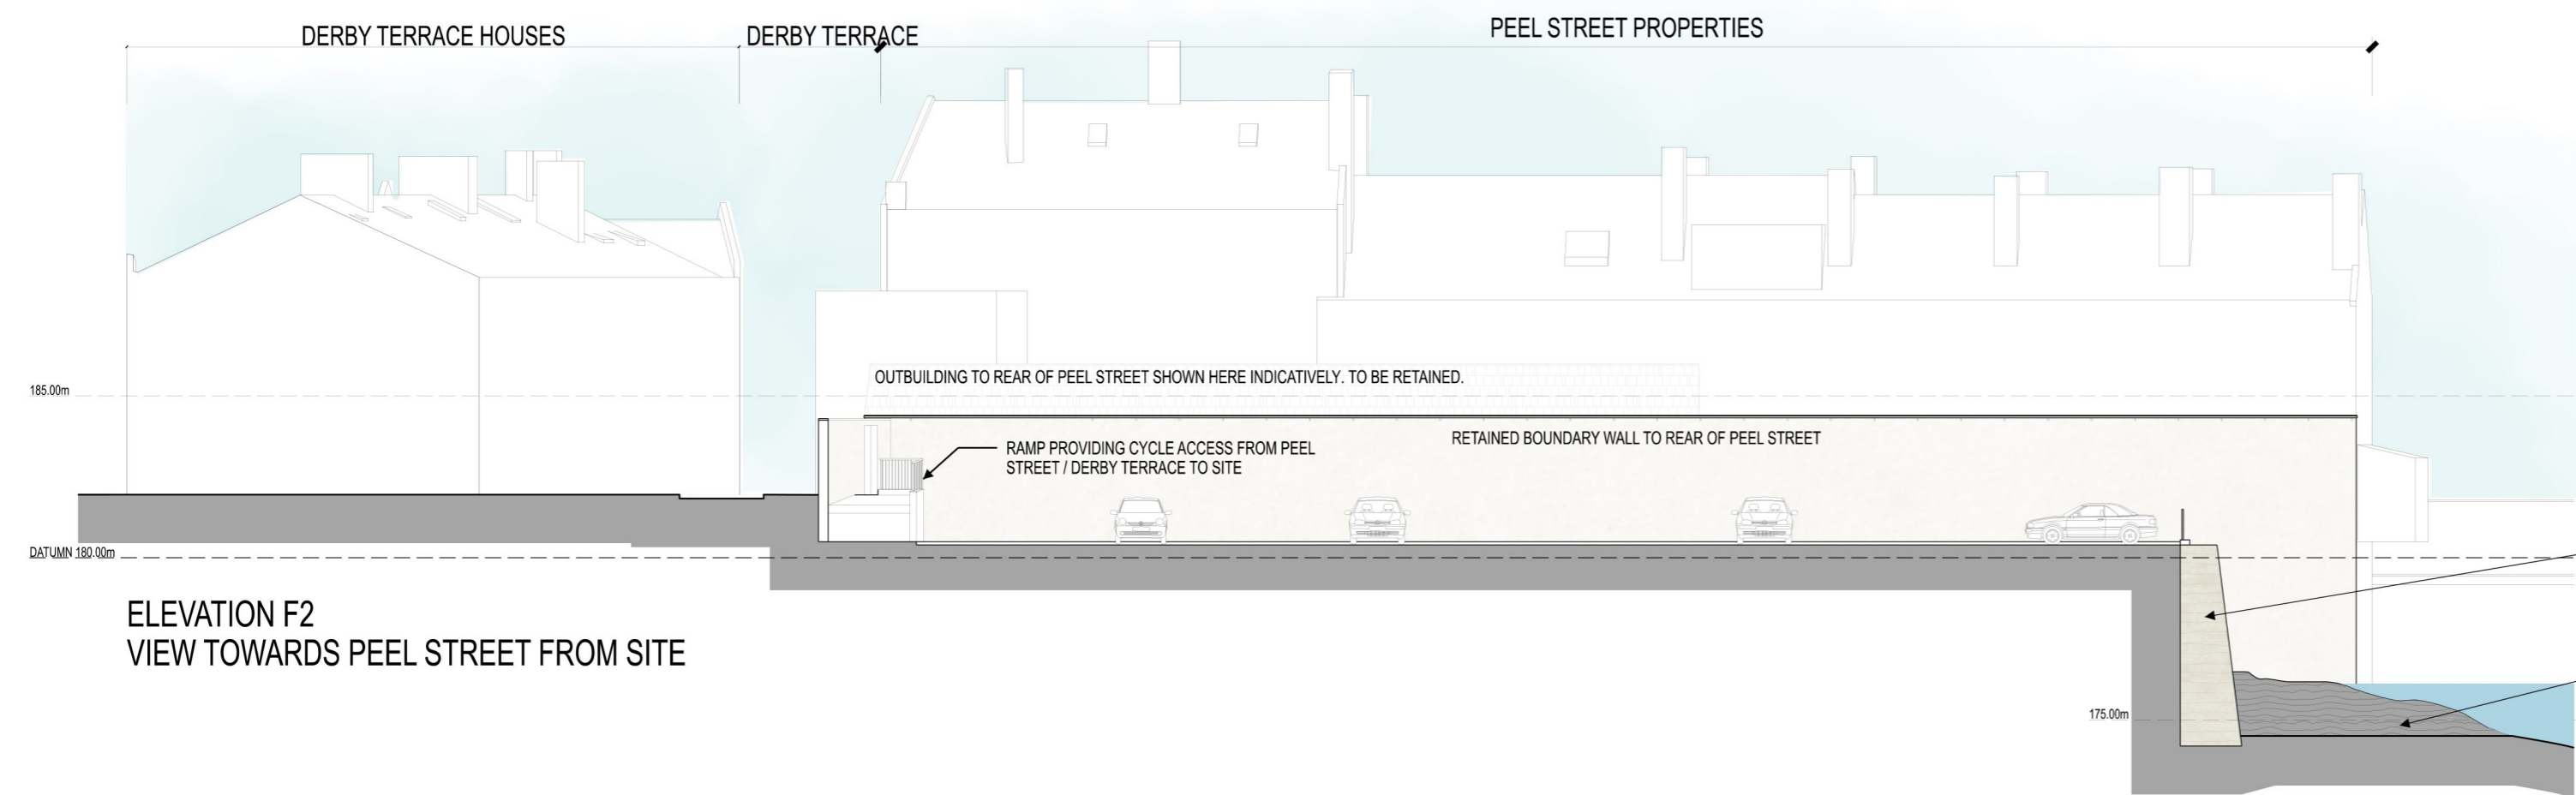 DERBY TERRACE HOUSES
DERBY TERRACE
PEEL STREET PROPERTIES
185.00m
OUTBUILDING TO REAR OF PEEL STREET SHOWN HERE INDICATIVELY. TO BE RETAINED.
RAMP PROVIDING CYCLE ACCESS FROM PEEL
STREET / DERBY TERRACE TO SITE
RETAINED BOUNDARY WALL TO REAR OF PEEL STREET
DATUMN 180.00m
ELEVATION F2
VIEW TOWARDS PEEL STREET FROM SITE
175.00m